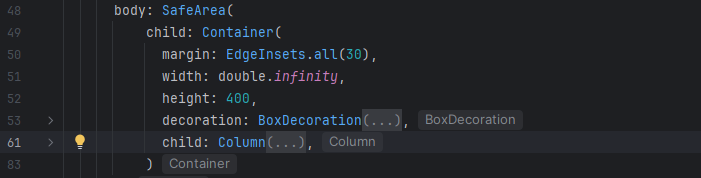 48 body: SafeArea(
49 child: Container(
50 margin: EdgeInsets.all(30),
51 width: double.infinity,
52 height: 400,
53 decoration: BoxDecoration(...), BoxDecoration
61 child: Column(...), Column
83 ) Container